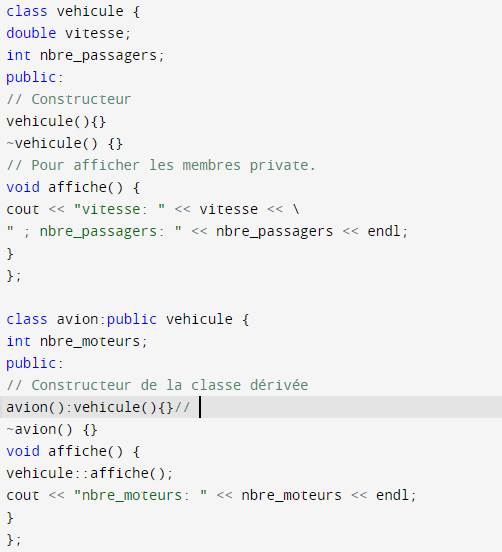 class vehicule {
double vitesse;
int nbre_passagers;
public:
// Constructeur
vehicule(){}
~vehicule() {}
// Pour afficher les membres private.
void affiche() {
cout << "vitesse: " << vitesse << \
" ; nbre_passagers: " << nbre_passagers << endl;
}
};
class avion:public vehicule {
int nbre_moteurs;
public:
// Constructeur de la classe dérivée
avion():vehicule(){}//
~avion() {}
void affiche() {
vehicule::affiche();
cout << "nbre_moteurs: " << nbre_moteurs << endl;
}
};